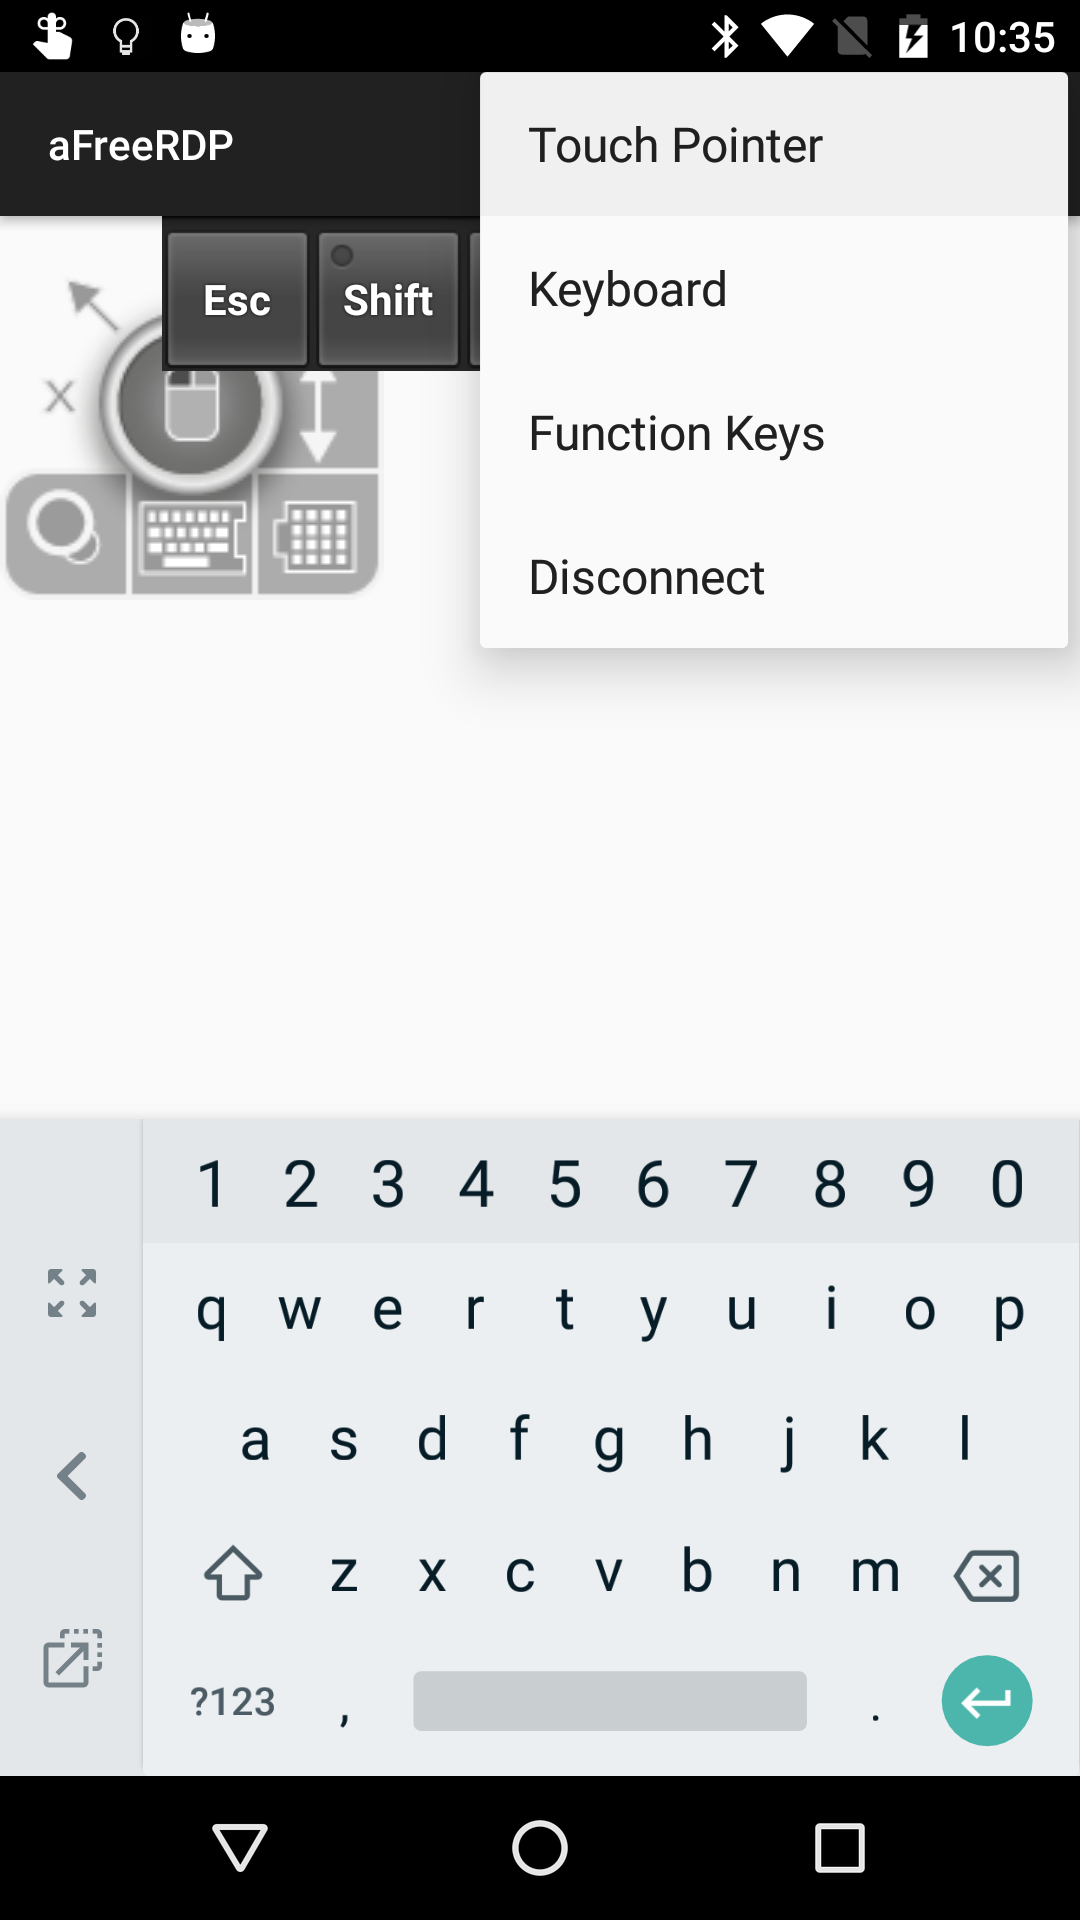 10:35
aFreeRDP
Touch Pointer
Keyboard
Function Keys
Disconnect
Esc Shift
X
1 2 3 4 5 6 7 8 9 0
q w e r t y u i o p
a s d f g h j k l
z x c v b n m
?123 , .